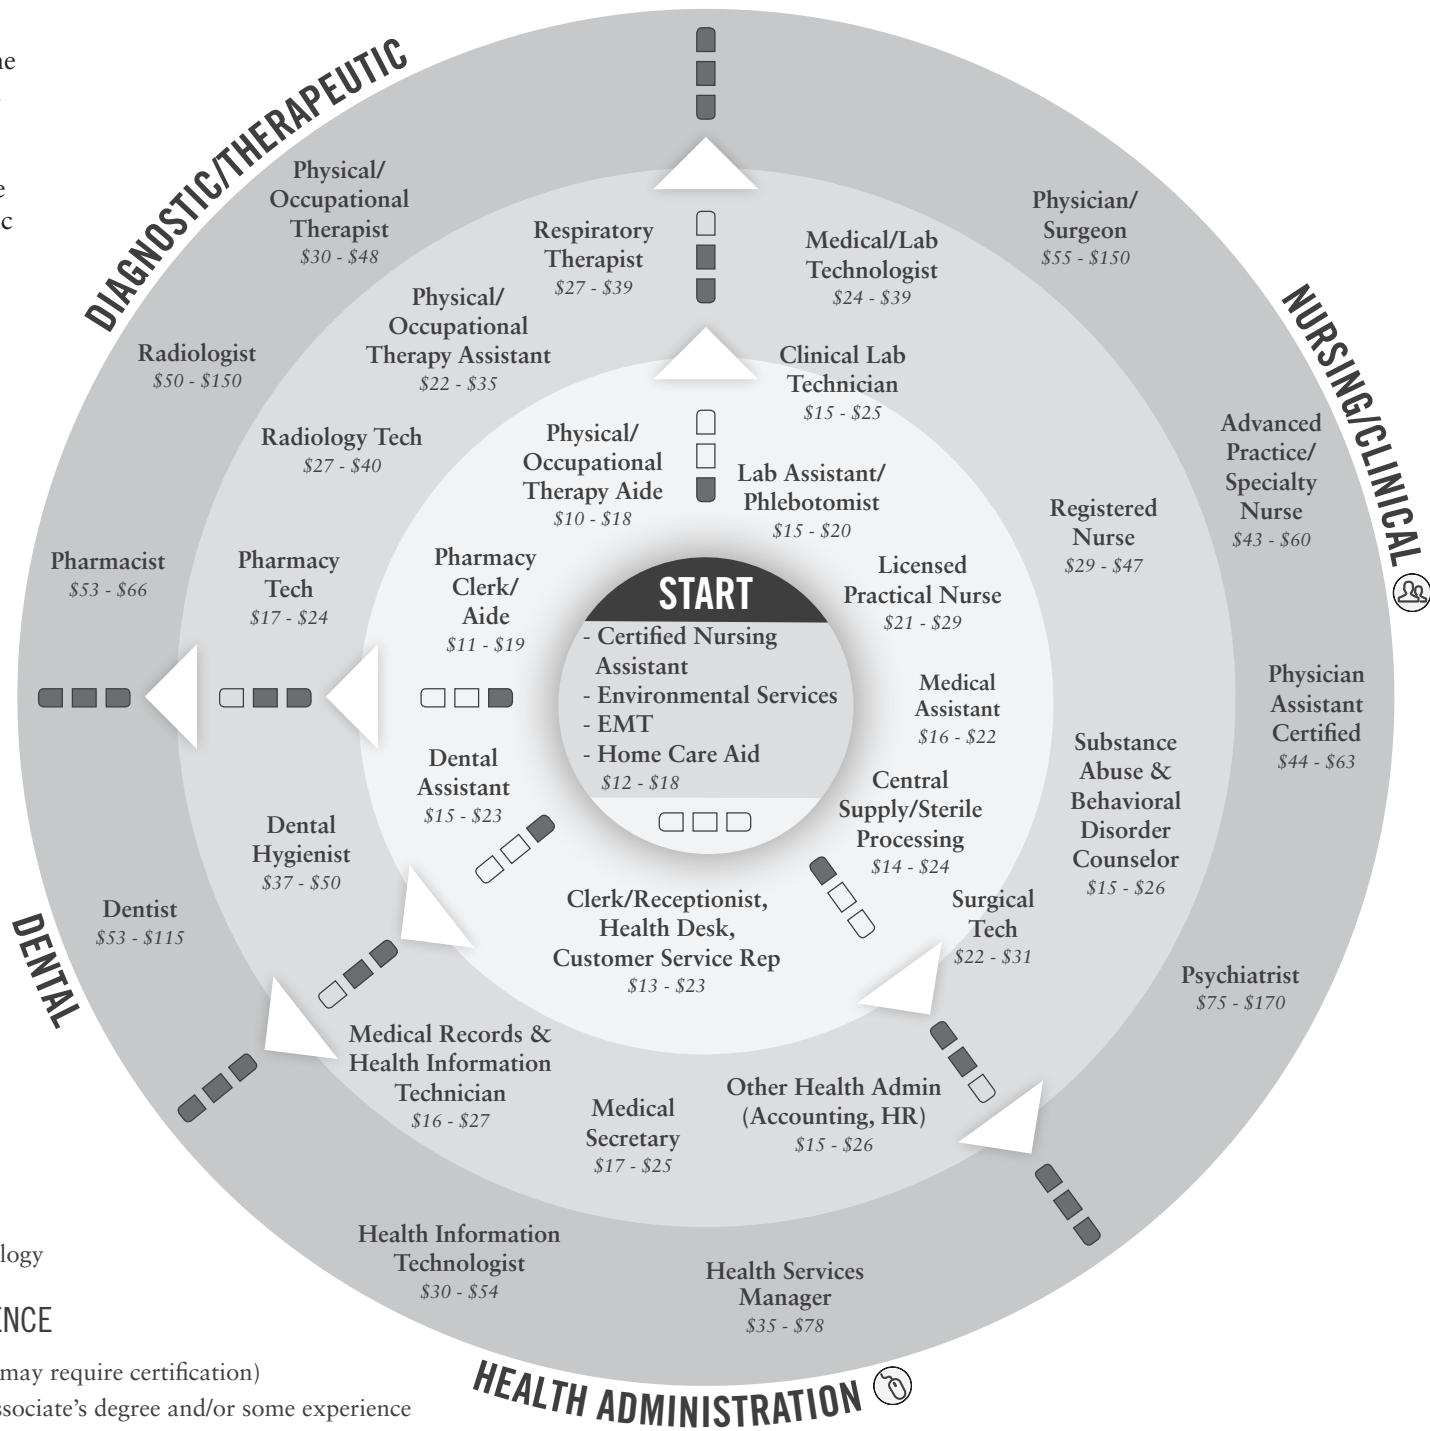 DIAGNOSTIC/THERAPEUTIC
Physical/
Occupational
Therapist
$30 - $48
Radiologist
$50 - $150
Pharmacist
$53 - $66
Respiratory
Therapist
$27 - $39
Physical/
Occupational
Therapy Assistant
$22 - $35
Radiology Tech
$27 - $40
Pharmacy
Tech
$17 - $24
Physical/
Occupational
Therapy Aide
$10 - $18
Pharmacy
Clerk/
Aide
$11 - $19
NURSING/CLINICAL
Physician/
Surgeon
$55 - $150
Advanced
Practice/
Specialty
Nurse
$43 - $60
Physician
Assistant
Certified
$44 - $63
Psychiatrist
$75 - $170
Medical/Lab
Technologist
$24 - $39
Clinical Lab
Technician
$15 - $25
Lab Assistant/
Phlebotomist
$15 - $20
Registered
Nurse
$29 - $47
Licensed
Practical Nurse
$21 - $29
Medical
Assistant
$16 - $22
Substance
Abuse &
Behavioral
Disorder
Counselor
$15 - $26
Central
Supply/Sterile
Processing
$14 - $24
Surgical
Tech
$22 - $31
START
- Certified Nursing
Assistant
- Environmental Services
- EMT
- Home Care Aid
$12 - $18
DENTAL
Dental
Assistant
$15 - $23
Dental
Hygienist
$37 - $50
Dentist
$53 - $115
Clerk/Receptionist,
Health Desk,
Customer Service Rep
$13 - $23
Medical Records &
Health Information
Technician
$16 - $27
Medical
Secretary
$17 - $25
Other Health Admin
(Accounting, HR)
$15 - $26
Health Information
Technologist
$30 - $54
Health Services
Manager
$35 - $78
HEALTH ADMINISTRATION
may require certification)
degree and/or some experience